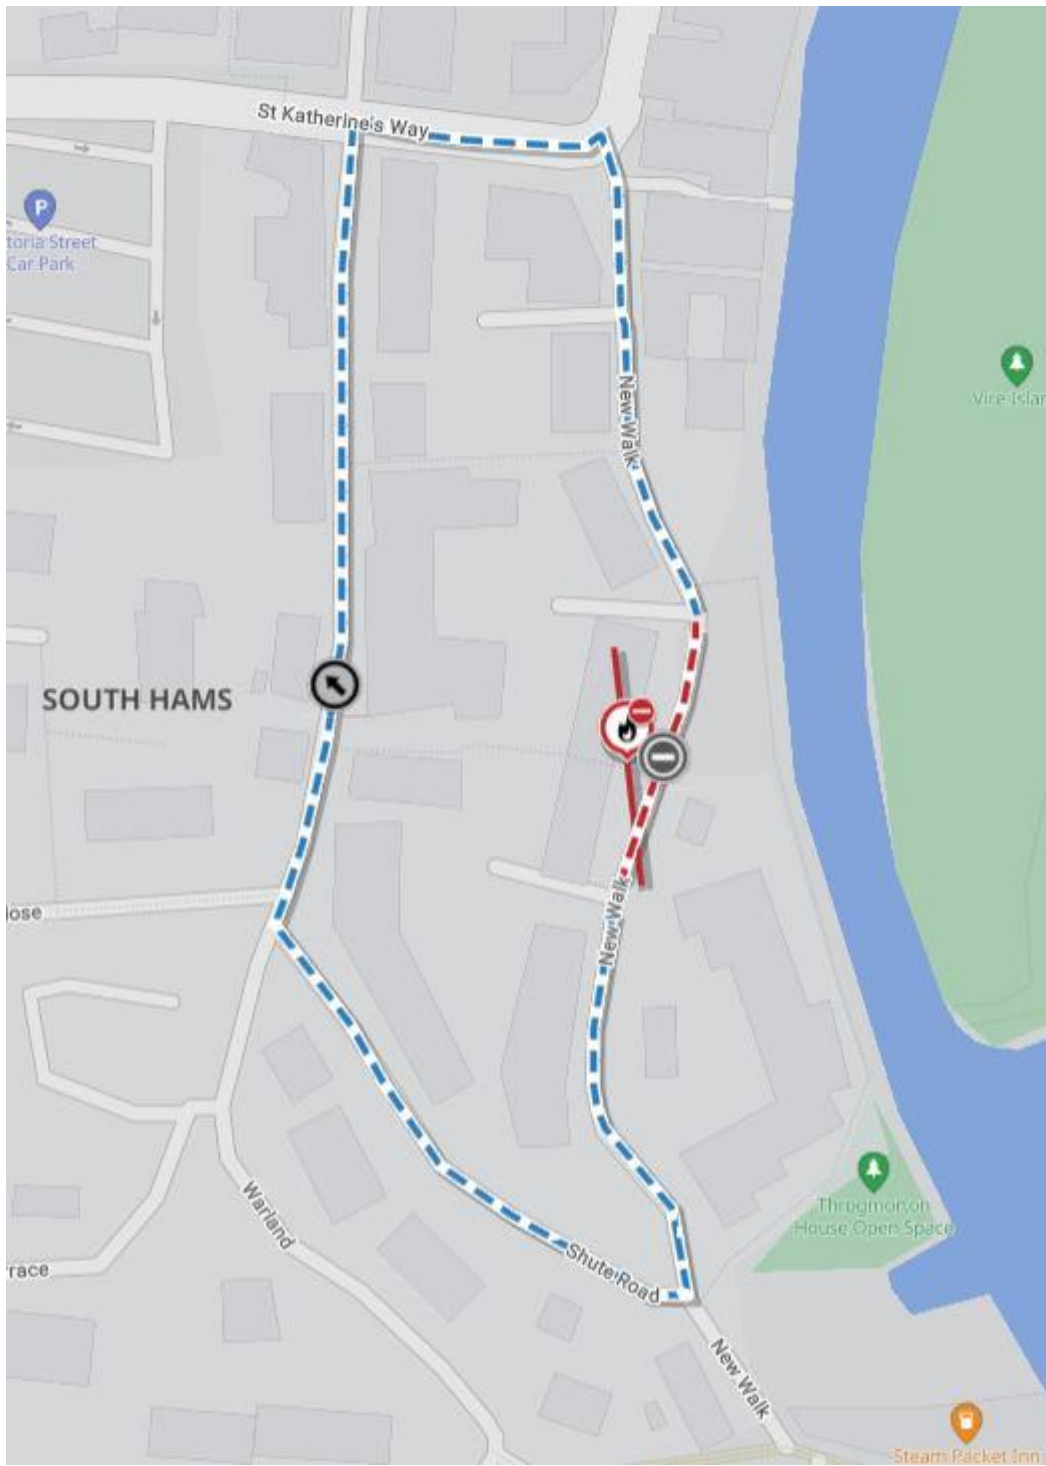 St Katherine's Way
P
toria Street
Car Park
New Walk
Vire Islan
SOUTH HAMS
lose
New Walk
Throgmorton
House Open Space
Warland
Shute Road
rrace
New Walk
Steam Packet Inn